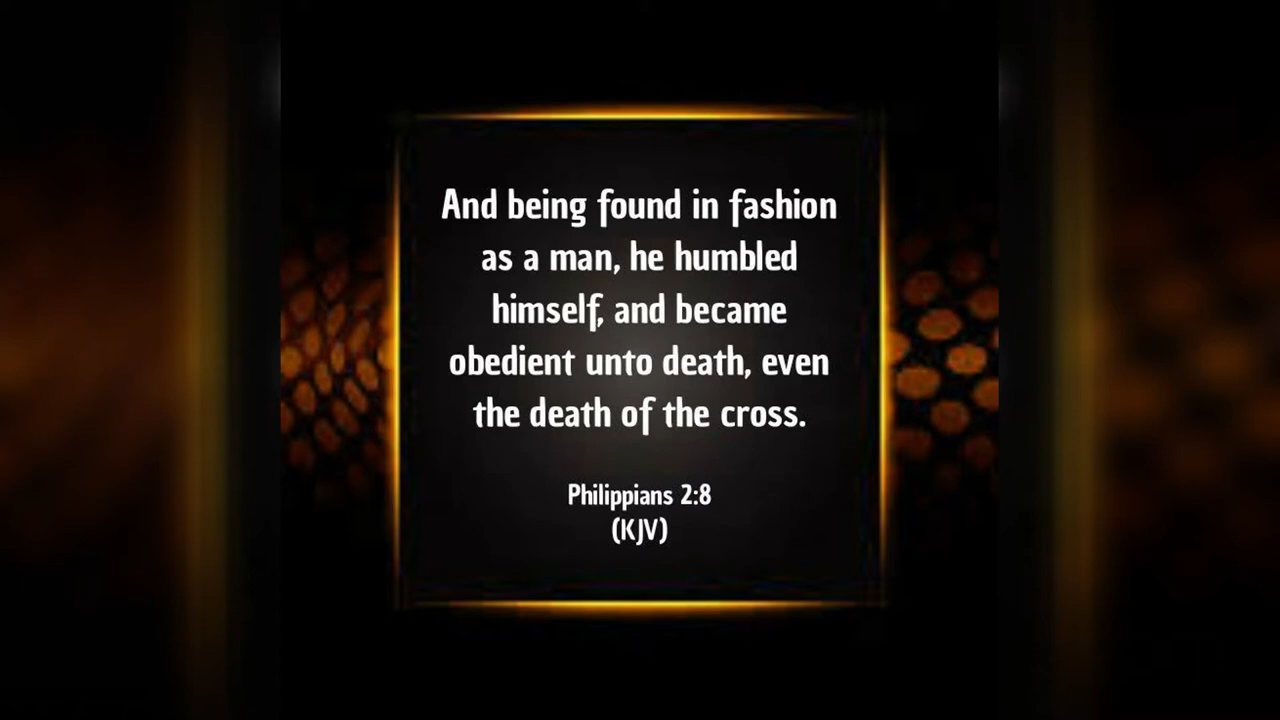 And being found in fashion
as a man, he humbled
himself, and became
obedient unto death, even
the death of the cross.
Philippians 2:8
(KJV)